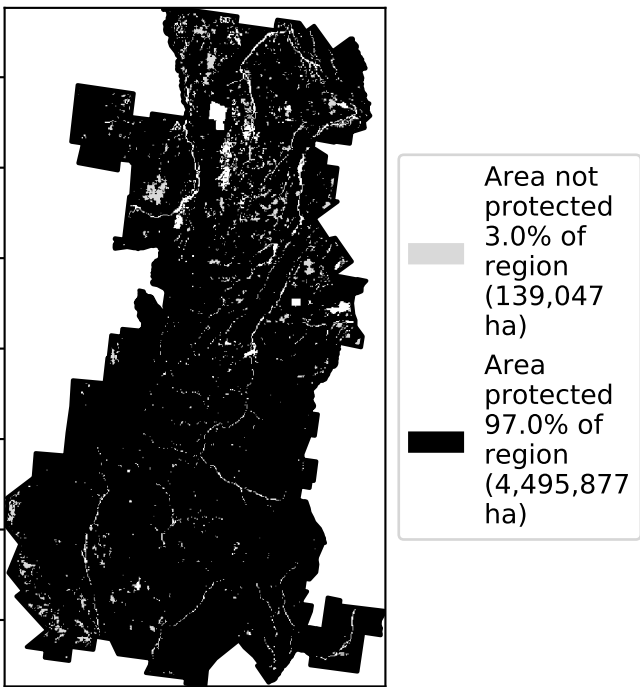 Area not
protected
3.0% of
region
(139,047
ha)
Area
protected
97.0% of
region
(4,495,877
ha)